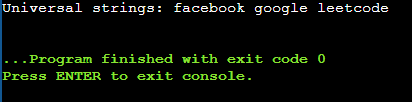 Universal strings: facebook google leetcode
...Program finished with exit code 0
Press ENTER to exit console.